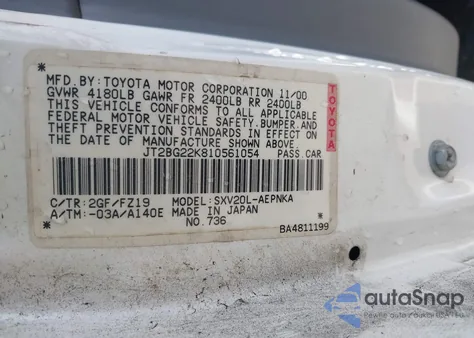 MFD.BY: TOYOTA MOTOR CORPORATION 11/00
GVWR 4180LB GAWR FR 2400LB RR 2400LB
THIS VEHICLE CONFORMS TO ALL APPLICABLE
FEDERAL MOTOR VEHICLE SAFETY,BUMPER,AND
THEFT PREVENTION STANDARDS IN EFFECT ON
THE DATE OF MANUFACTURE SHOWN ABOVE.
JT2BG22K810561054 PASS.CAR
TOYOTA
C/TR:2GF/FZ19 MODEL:SXV20L-AEPNKA
A/TM:-03A/A140E MADE IN JAPAN
NO.736
BA4811199
autoSnap